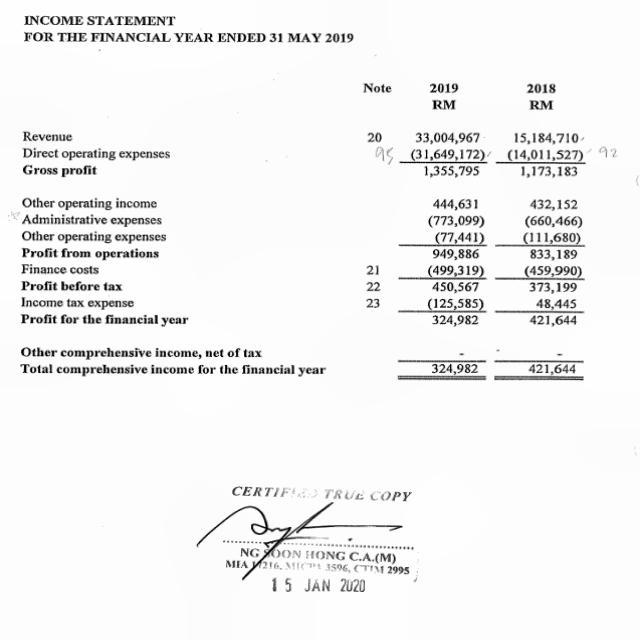 INCOME STATEMENT
FOR THE FINANCIAL YEAR ENDED 31 MAY 2019
Note 2019 2018
RM RM
Revenue 20 33,004,967 15,184,710
Direct operating expenses 95 (31,649,172) (14,011,527) 92
Gross profit 1,355,795 1,173,183
Other operating income 444,631 432,152
Administrative expenses (773,099) (660,466)
Other operating expenses (77,441) (111,680)
Profit from operations 949,886 833,189
Finance costs 21 (499,319) (459,990)
Profit before tax 22 450,567 373,199
Income tax expense 23 (125,585) 48,445
Profit for the financial year 324,982 421,644
Other comprehensive income, net of tax - -
Total comprehensive income for the financial year 324,982 421,644
TRUE COPY
NG SOON HONG C.A.(M)
MIA 3596, CTIM 2995
15 JAN 2020